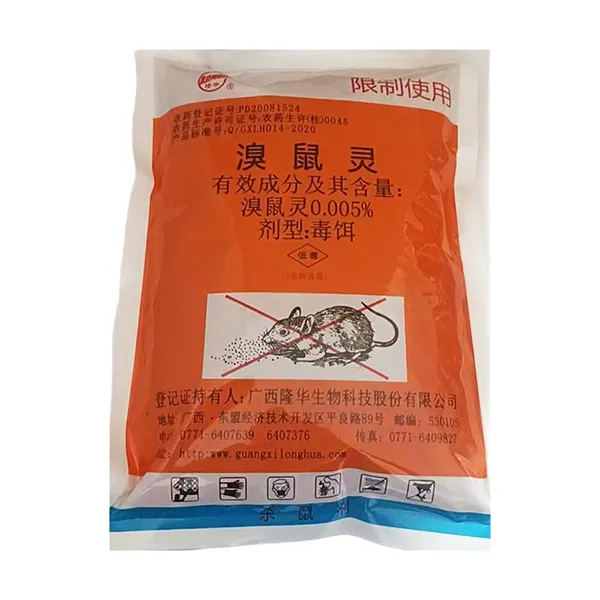 限制使用
®
农药登记证号:PD20081524
农药生产许可证号:农药生许(桂)0045
产品标准号:Q/GXLH014-2020
溴鼠灵
有效成分及其含量:
溴鼠灵0.005%
剂型:毒饵
低毒
登记证持有人:广西隆华生物科技股份有限公司
地址:广西·东盟经济技术开发区平良路89号 邮编:530105
电话:0771-6407639 6407376 传真:0771-6409827
http:www.guangxilonghua.com
杀鼠剂